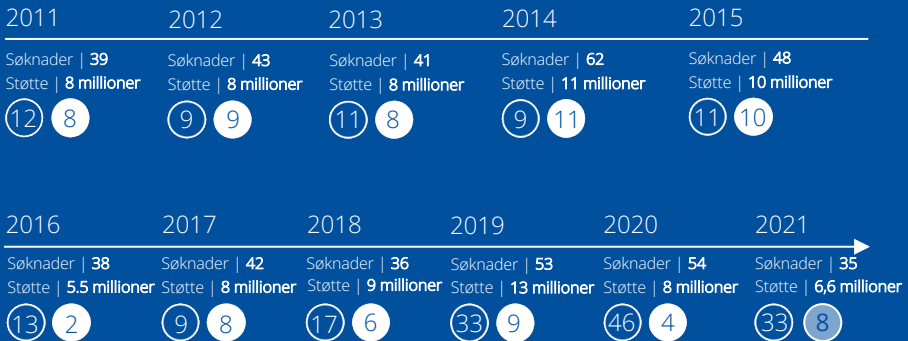 2011 2012 2013 2014 2015
Søknader | 39 Søknader | 43 Søknader | 41 Søknader | 62 Søknader | 48
Støtte | 8 millioner Støtte | 8 millioner Støtte | 8 millioner Støtte | 11 millioner Støtte | 10 millioner
12 8 9 9 11 8 9 11 11 10
2016 2017 2018 2019 2020 2021
Søknader | 38 Søknader | 42 Søknader | 36 Søknader | 53 Søknader | 54 Søknader | 35
Støtte | 5.5 millioner Støtte | 8 millioner Støtte | 9 millioner Støtte | 13 millioner Støtte | 8 millioner Støtte | 6,6 millioner
13 2 9 8 17 6 33 9 46 4 33 8